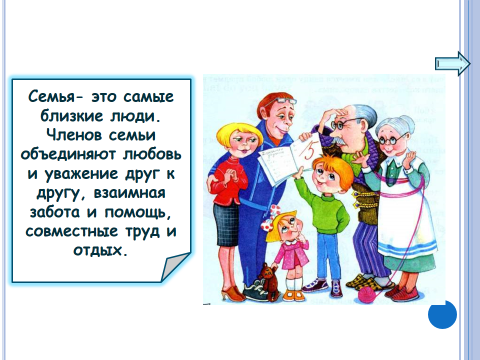 Семья- это самые
близкие люди.
Членов семьи
объединяют любовь
и уважение друг к
другу, взаимная
забота и помощь,
совместные труд и
отдых.
5